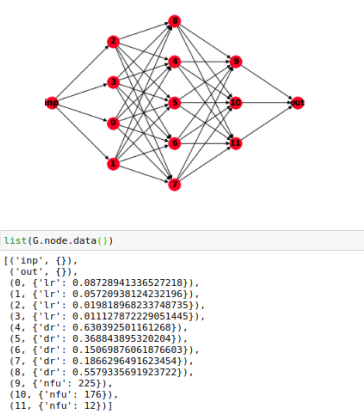 8
2
4
9
3
inp
5
10
out
0
6
11
1
7
list(G.node.data())
[('inp', {}),
('out', {}),
(0, {'lr': 0.08728941336527218}),
(1, {'lr': 0.05720938124232196}),
(2, {'lr': 0.019818968233748735}),
(3, {'lr': 0.011127872229051445}),
(4, {'dr': 0.630392501161268}),
(5, {'dr': 0.368843895320204}),
(6, {'dr': 0.15069876061876603}),
(7, {'dr': 0.1866296491623454}),
(8, {'dr': 0.5579335691923722}),
(9, {'nfu': 225}),
(10, {'nfu': 176}),
(11, {'nfu': 12})]